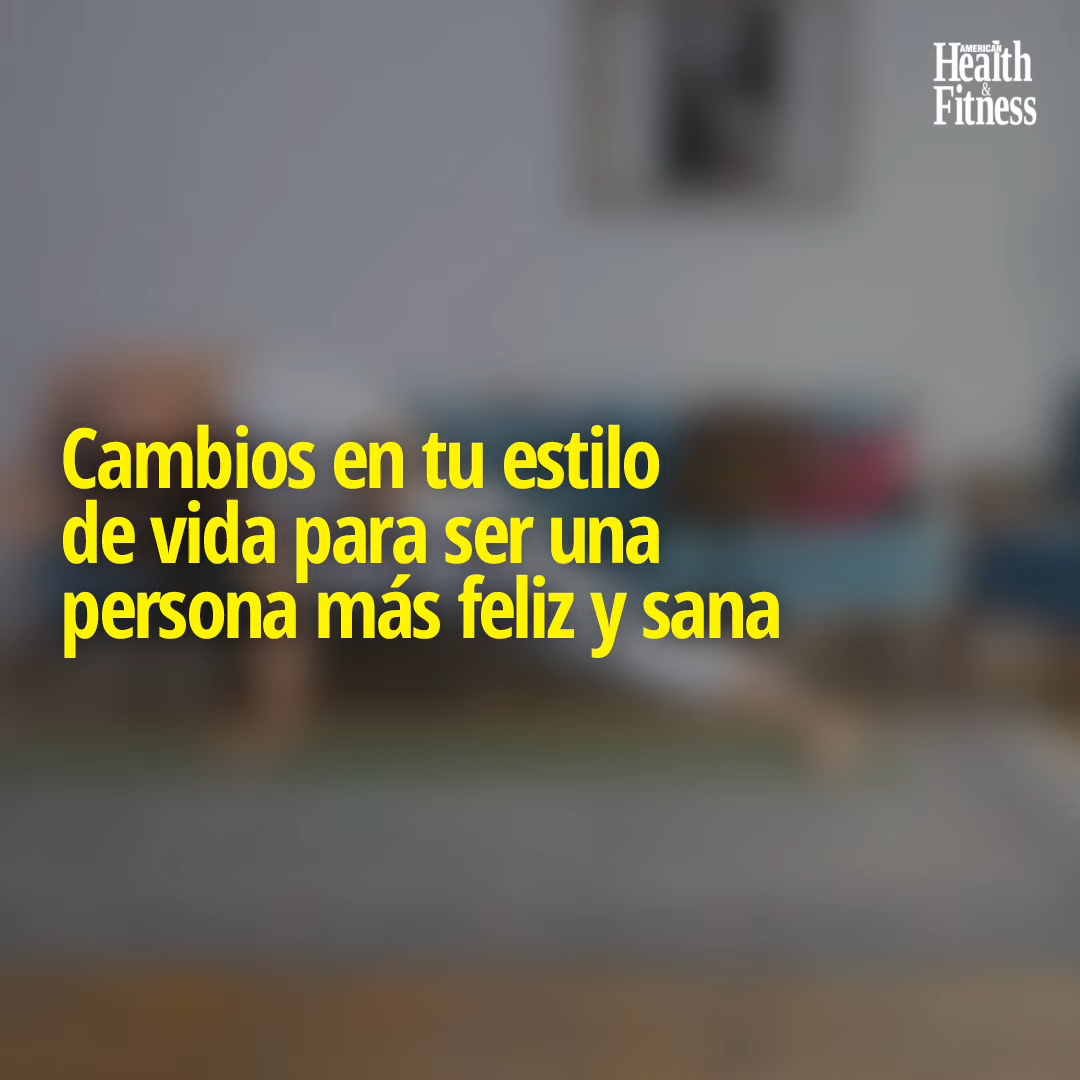 AMERICAN
Health
&
Fitness
Cambios en tu estilo
de vida para ser una
persona más feliz y sana